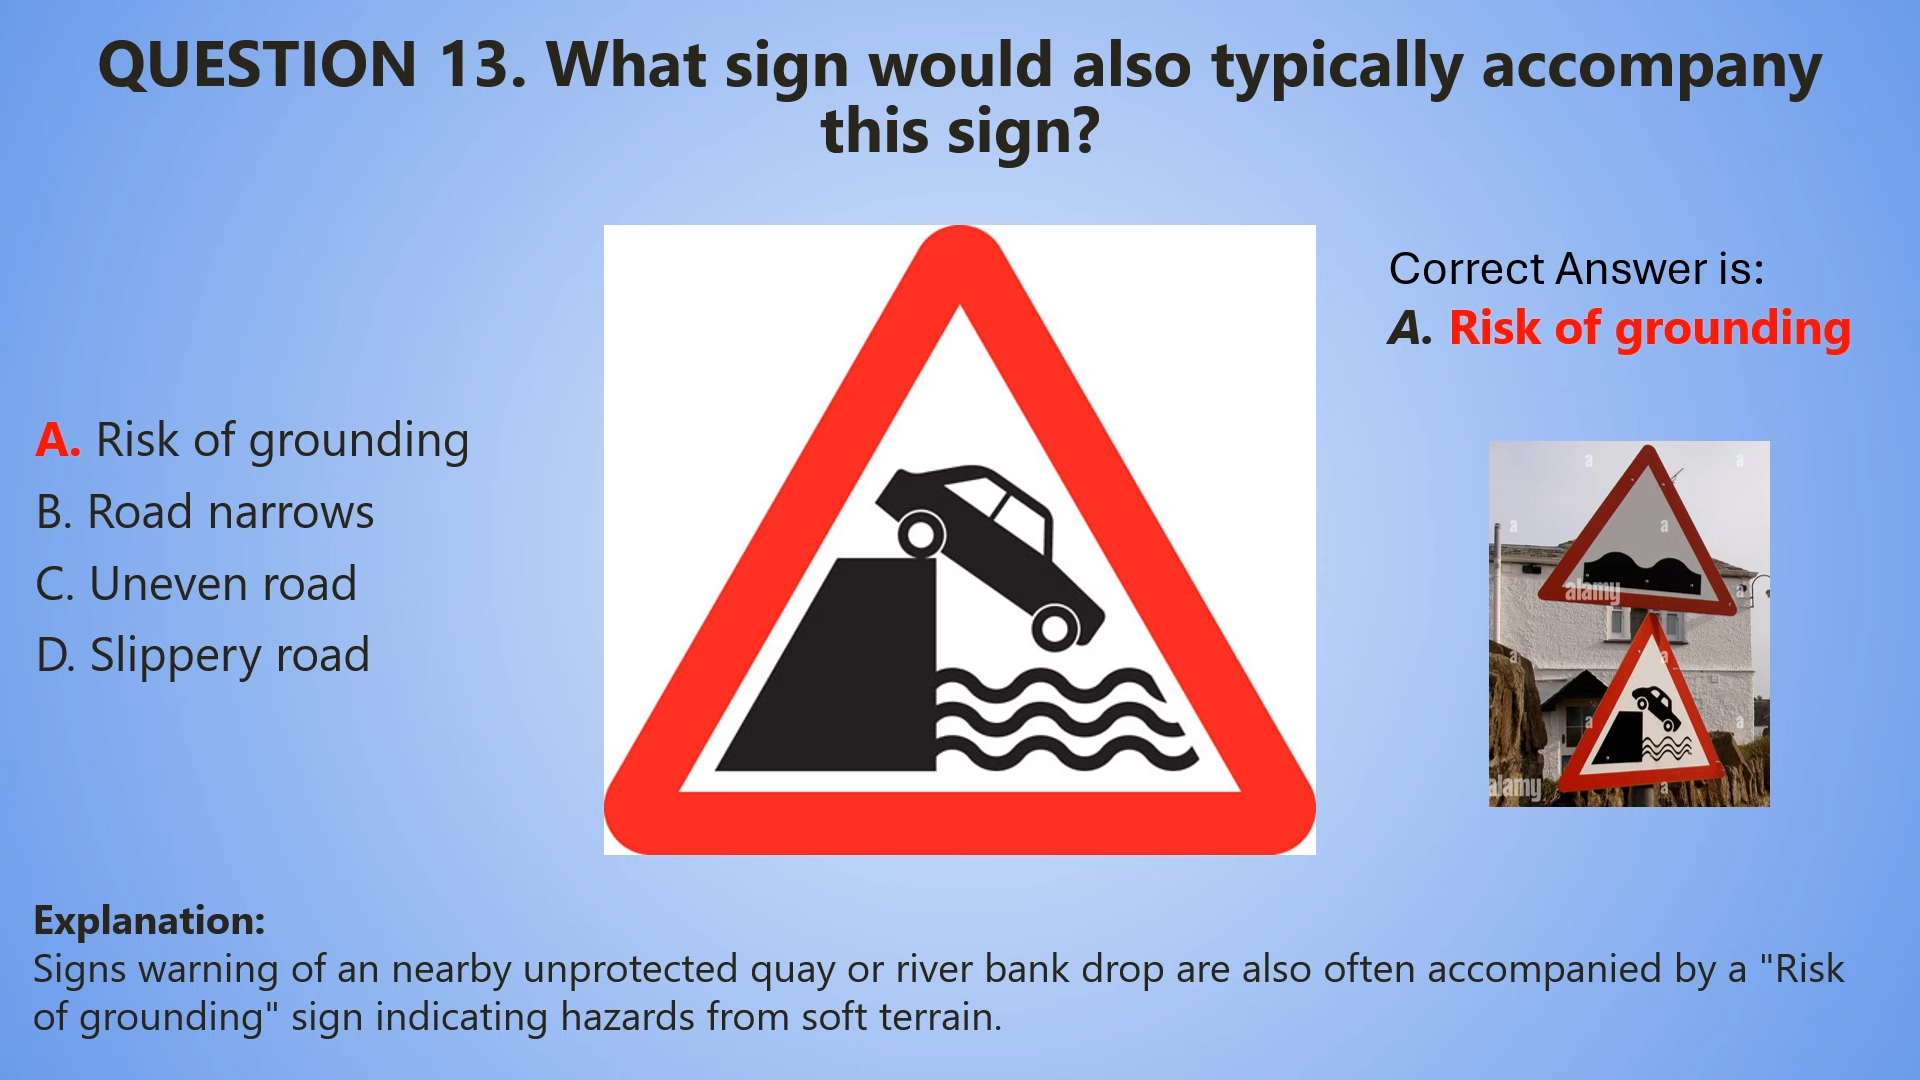 QUESTION 13. What sign would also typically accompany
this sign?
Correct Answer is:
A. Risk of grounding
A. Risk of grounding
B. Road narrows
C. Uneven road
D. Slippery road
a
a
a
a
alamy
a
a
a
a
a
alamy
a
Explanation:
Signs warning of an nearby unprotected quay or river bank drop are also often accompanied by a "Risk
of grounding" sign indicating hazards from soft terrain.